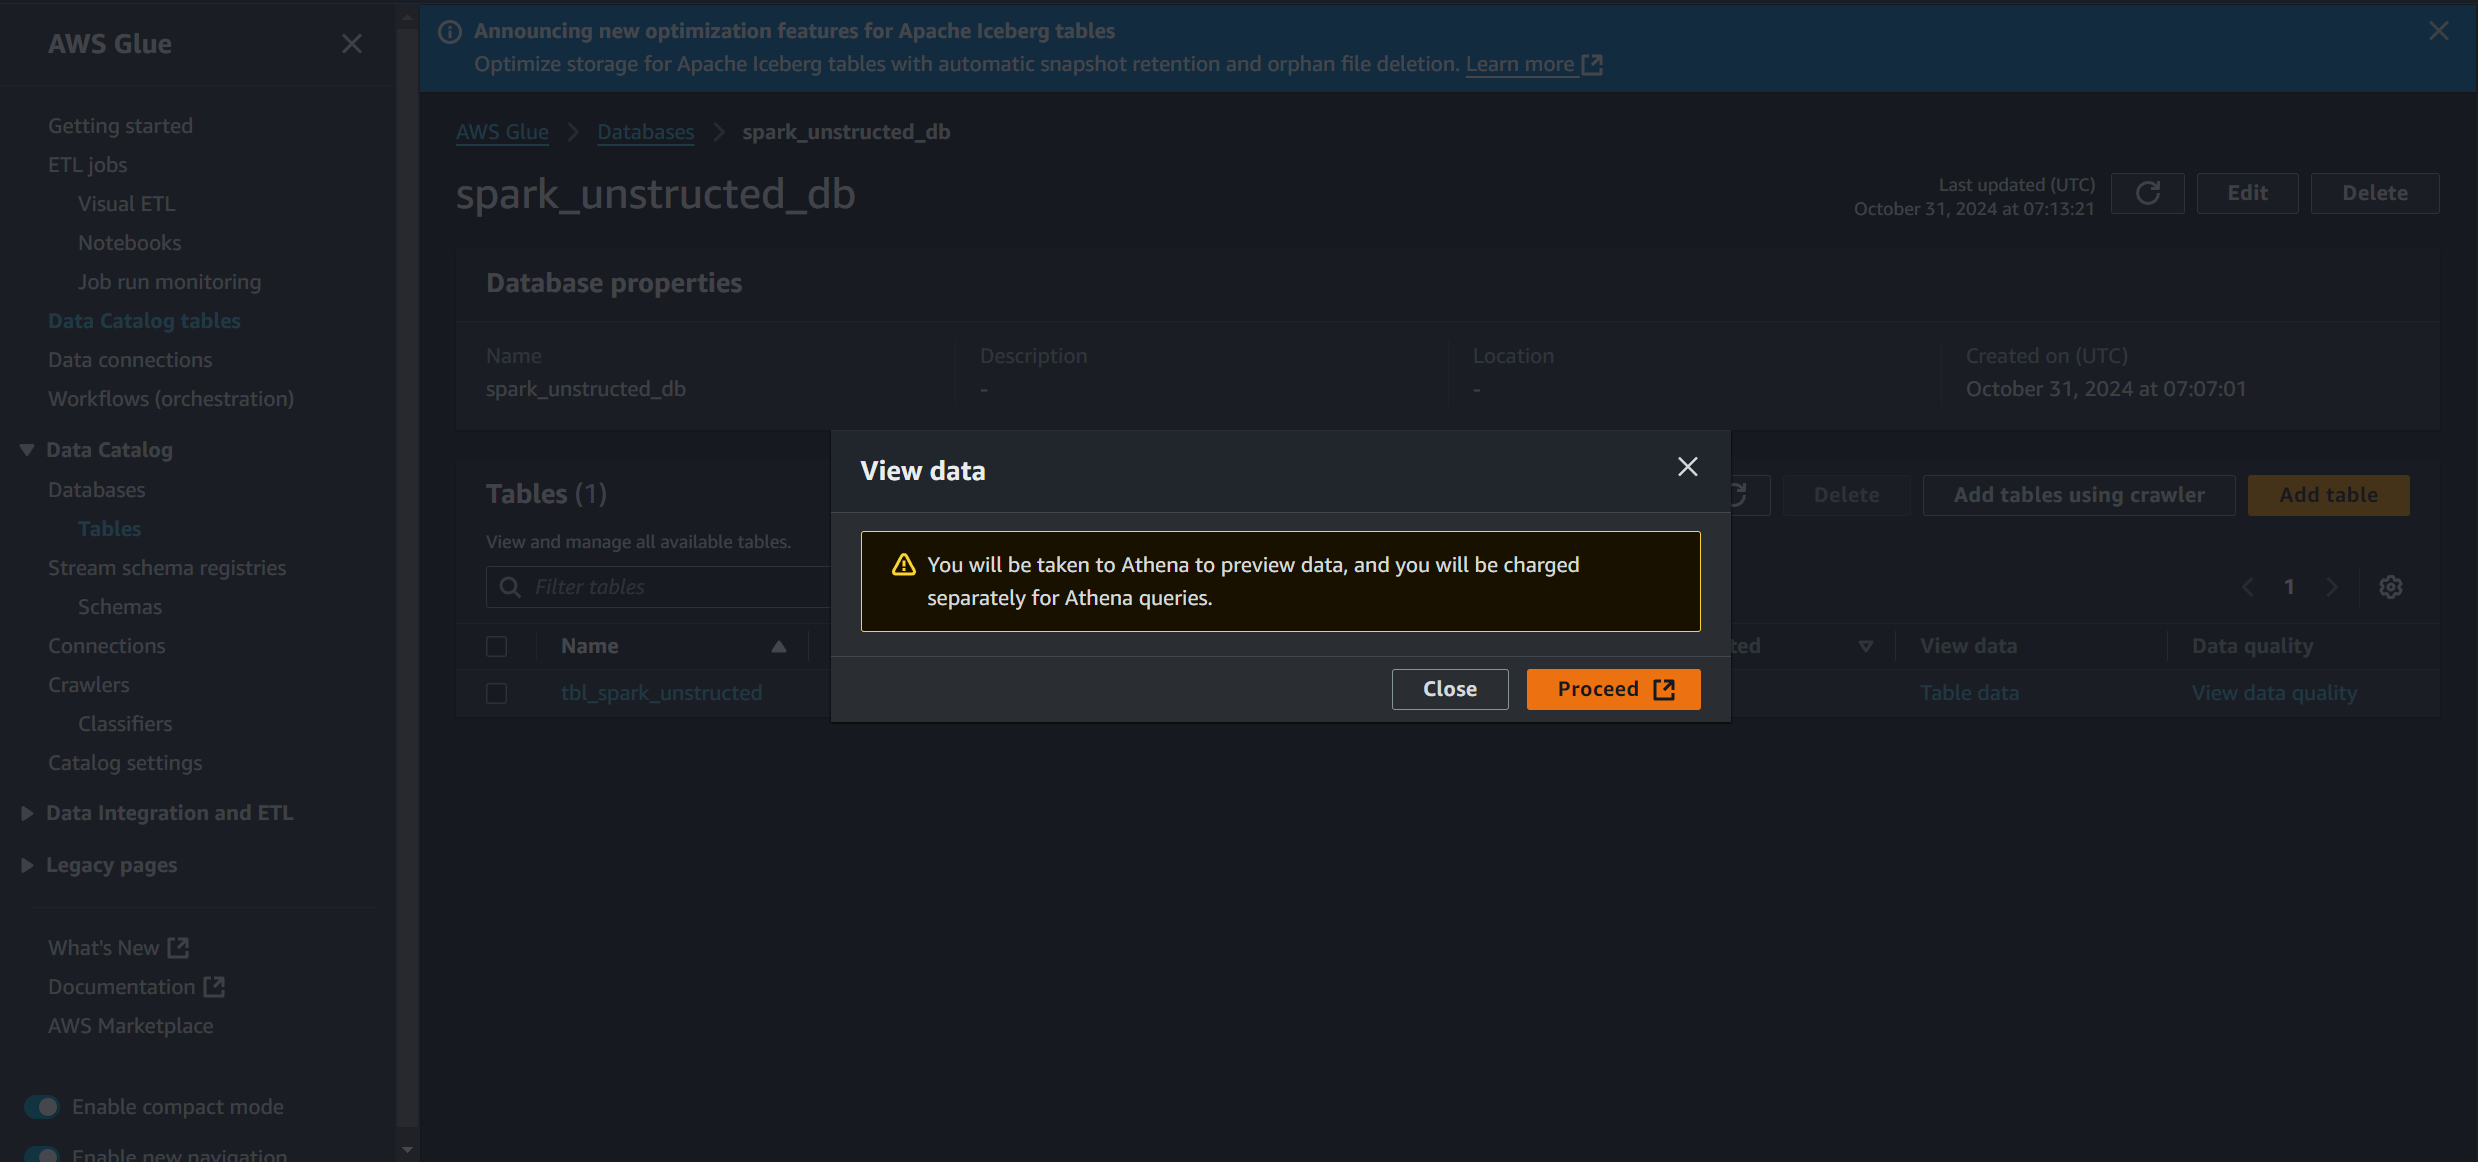 AWS Glue
Getting started
ETL jobs
Visual ETL
Notebooks
Job run monitoring
Data Catalog tables
Data connections
Workflows (orchestration)
Data Catalog
Databases
Tables
Stream schema registries
Schemas
Connections
Crawlers
Classifiers
Catalog settings
Data Integration and ETL
Legacy pages
What's New
Documentation
AWS Marketplace
Enable compact mode
Enable new navigation
Announcing new optimization features for Apache Iceberg tables
Optimize storage for Apache Iceberg tables with automatic snapshot retention and orphan file deletion. Learn more
AWS Glue Databases spark_unstructed_db
spark_unstructed_db
Last updated (UTC)
October 31, 2024 at 07:13:21
Edit Delete
Database properties
Name Description Location Created on (UTC)
spark_unstructed_db - - October 31, 2024 at 07:07:01
Tables (1)
Delete Add tables using crawler Add table
View and manage all available tables.
Filter tables
1
Name ted View data Data quality
tbl_spark_unstructed Table data View data quality
View data
You will be taken to Athena to preview data, and you will be charged
separately for Athena queries.
Close Proceed